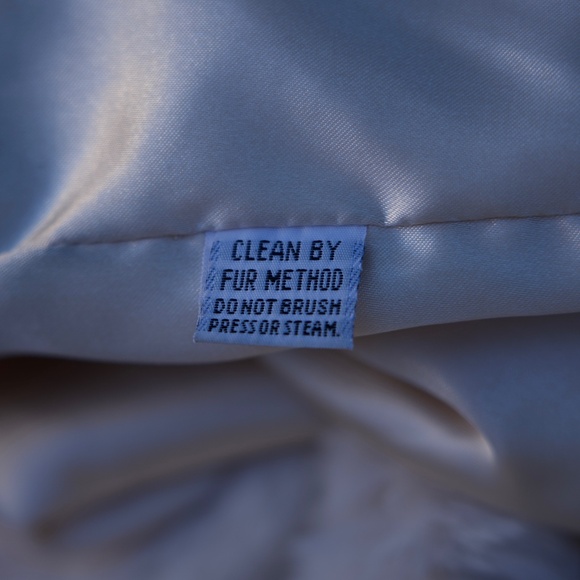 CLEAN BY
FUR METHOD
DO NOT BRUSH
PRESS OR STEAM.